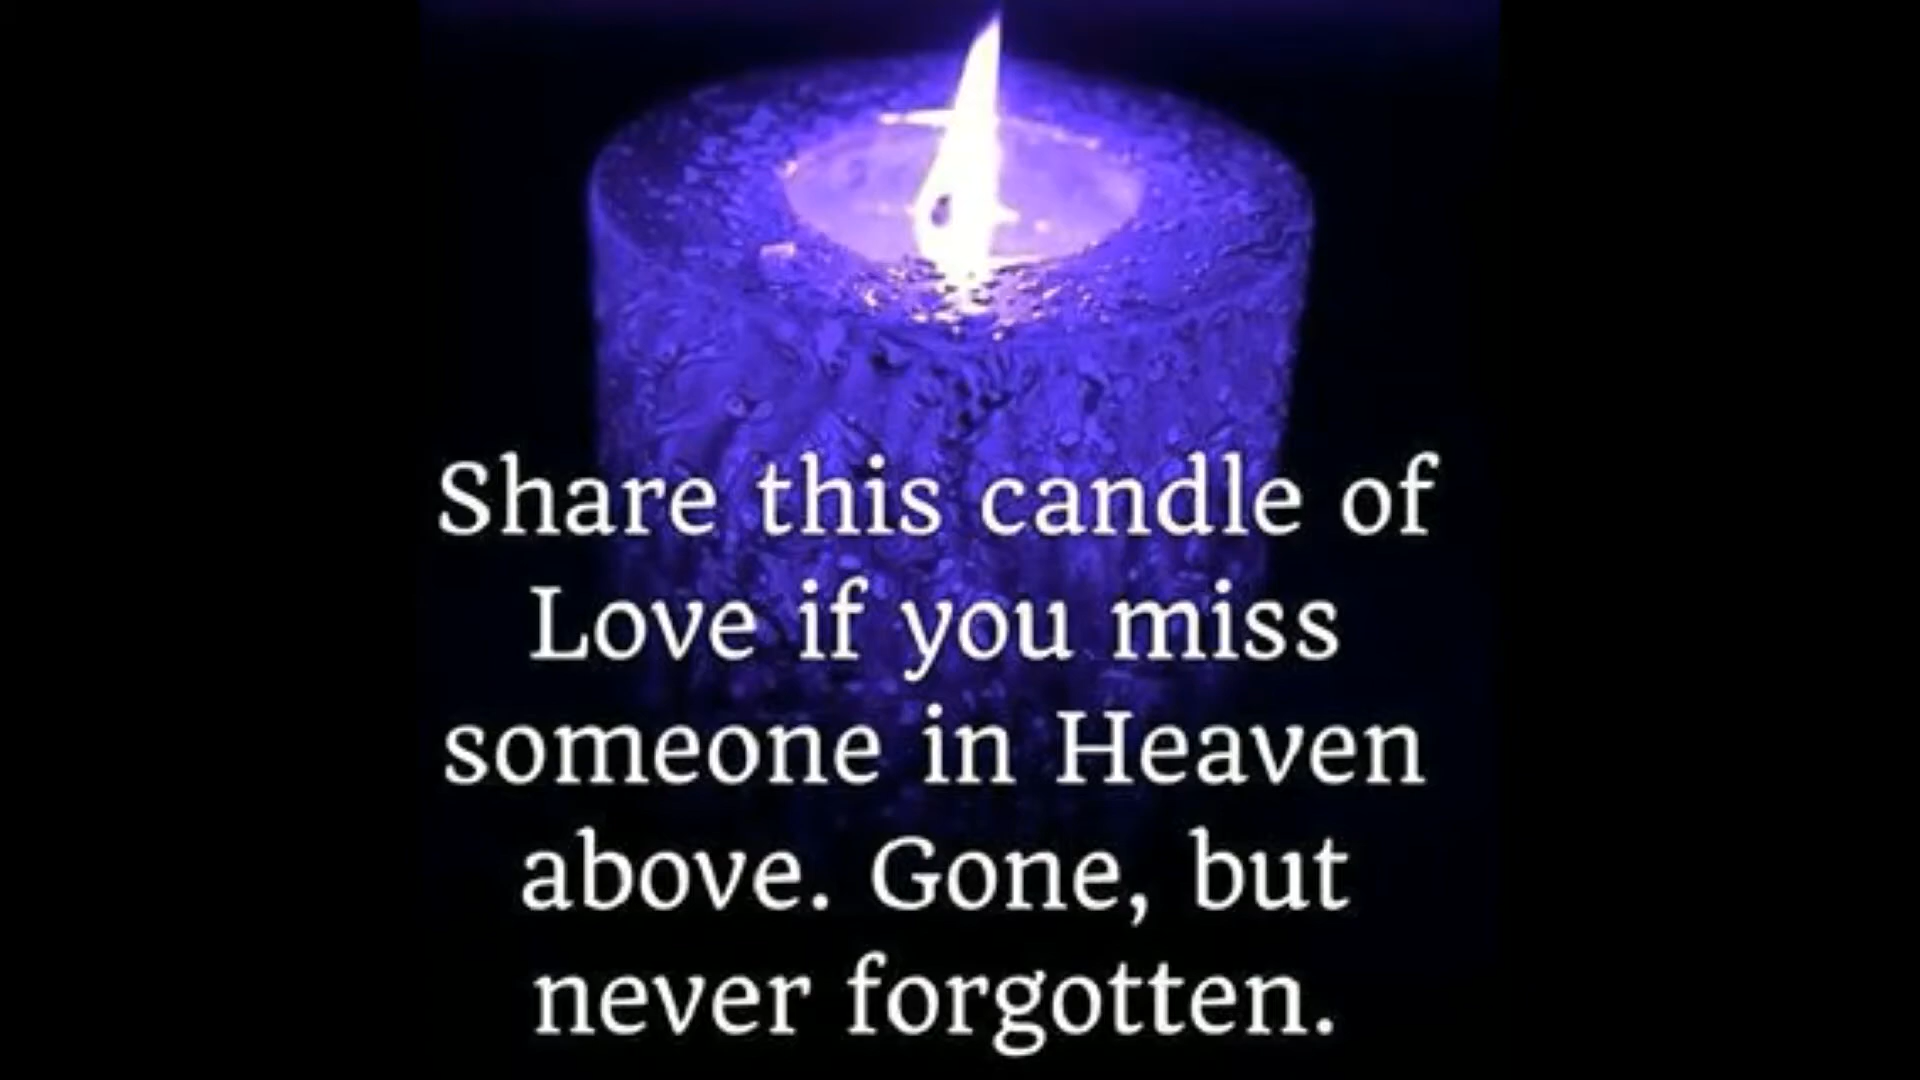 Share this candle of
Love if you miss
someone in Heaven
above. Gone, but
never forgotten.